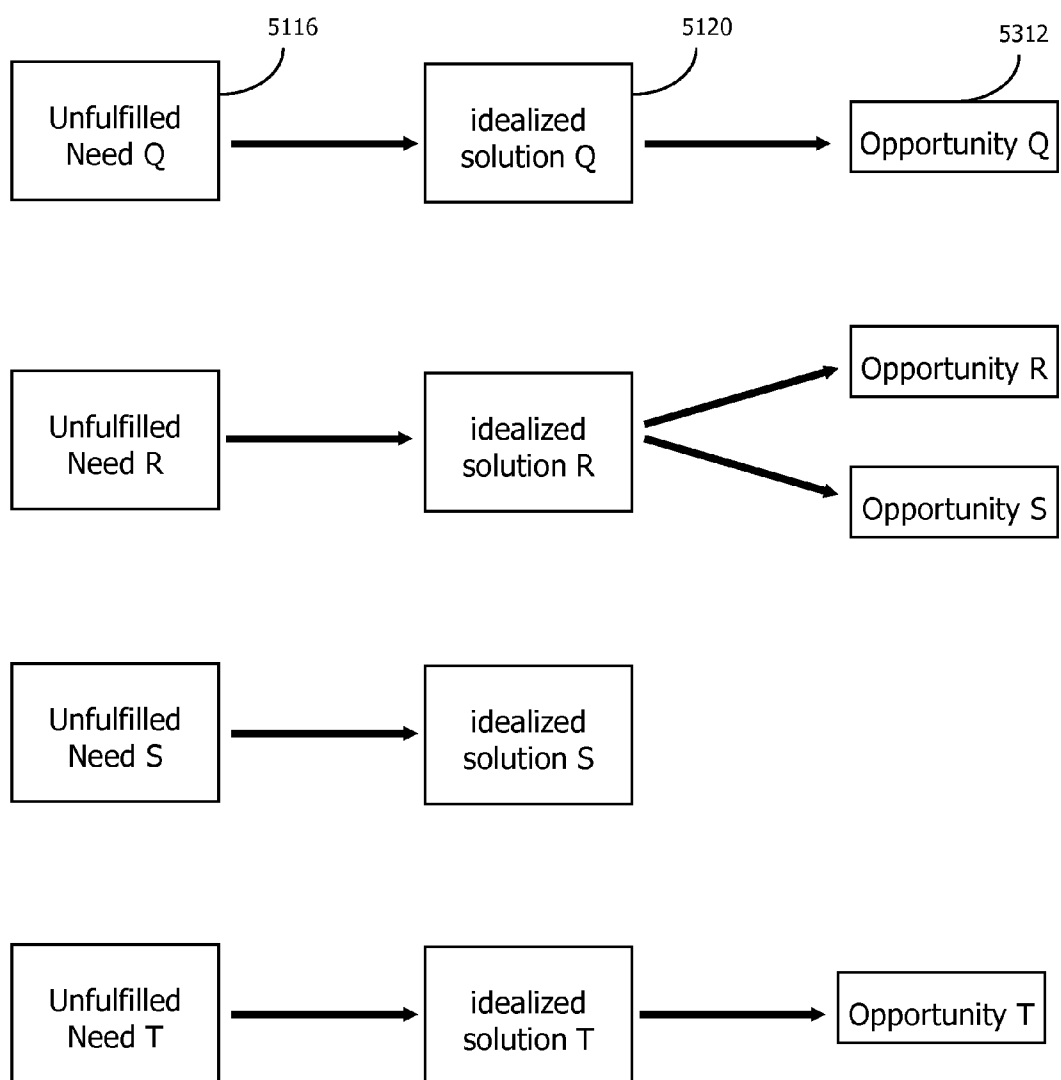 5116
5120
5312
Unfulfilled
Need Q
idealized
solution Q
Opportunity Q
Unfulfilled
Need R
idealized
solution R
Opportunity R
Opportunity S
Unfulfilled
Need S
idealized
solution S
Unfulfilled
Need T
idealized
solution T
Opportunity T